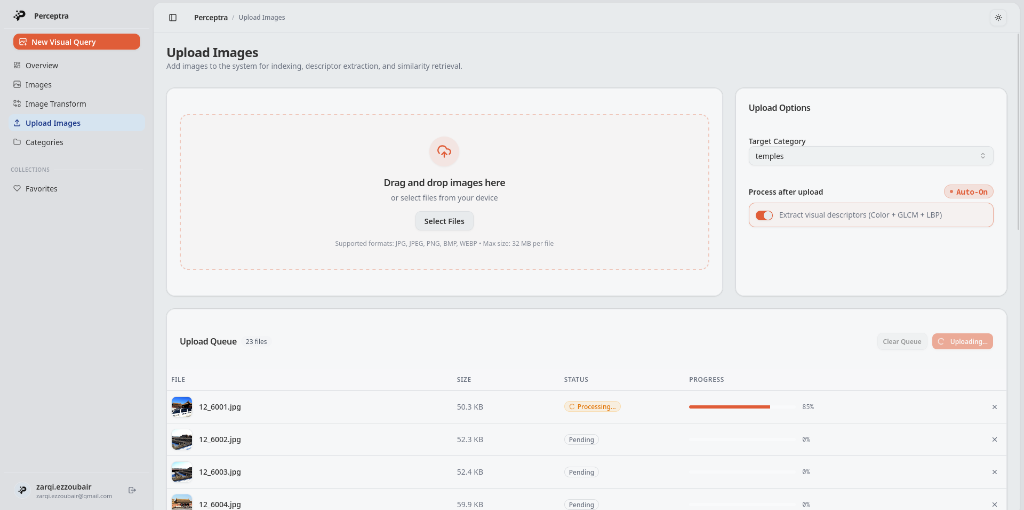 Perceptra
New Visual Query
Overview
Images
Image Transform
Upload Images
Categories
COLLECTIONS
Favorites
zarqi.ezzoubair
zarqi.ezzoubair@gmail.com
Perceptra / Upload Images
Upload Images
Add images to the system for indexing, descriptor extraction, and similarity retrieval.
Drag and drop images here
or select files from your device
Select Files
Supported formats: JPG, JPEG, PNG, BMP, WEBP • Max size: 32 MB per file
Upload Options
Target Category
temples
Process after upload Auto-On
Extract visual descriptors (Color + GLCM + LBP)
Upload Queue 23 files Clear Queue Uploading...
FILE SIZE STATUS PROGRESS
12_6001.jpg 50.3 KB Processing... 85%
12_6002.jpg 52.3 KB Pending 0%
12_6003.jpg 52.4 KB Pending 0%
12_6004.jpg 59.9 KB Pending 0%